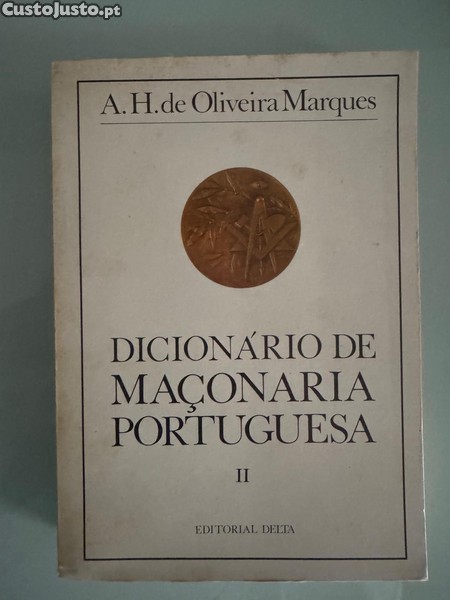 CustoJusto.pt
A. H. de Oliveira Marques
DICIONÁRIO DE
MAÇONARIA
PORTUGUESA
II
EDITORIAL DELTA